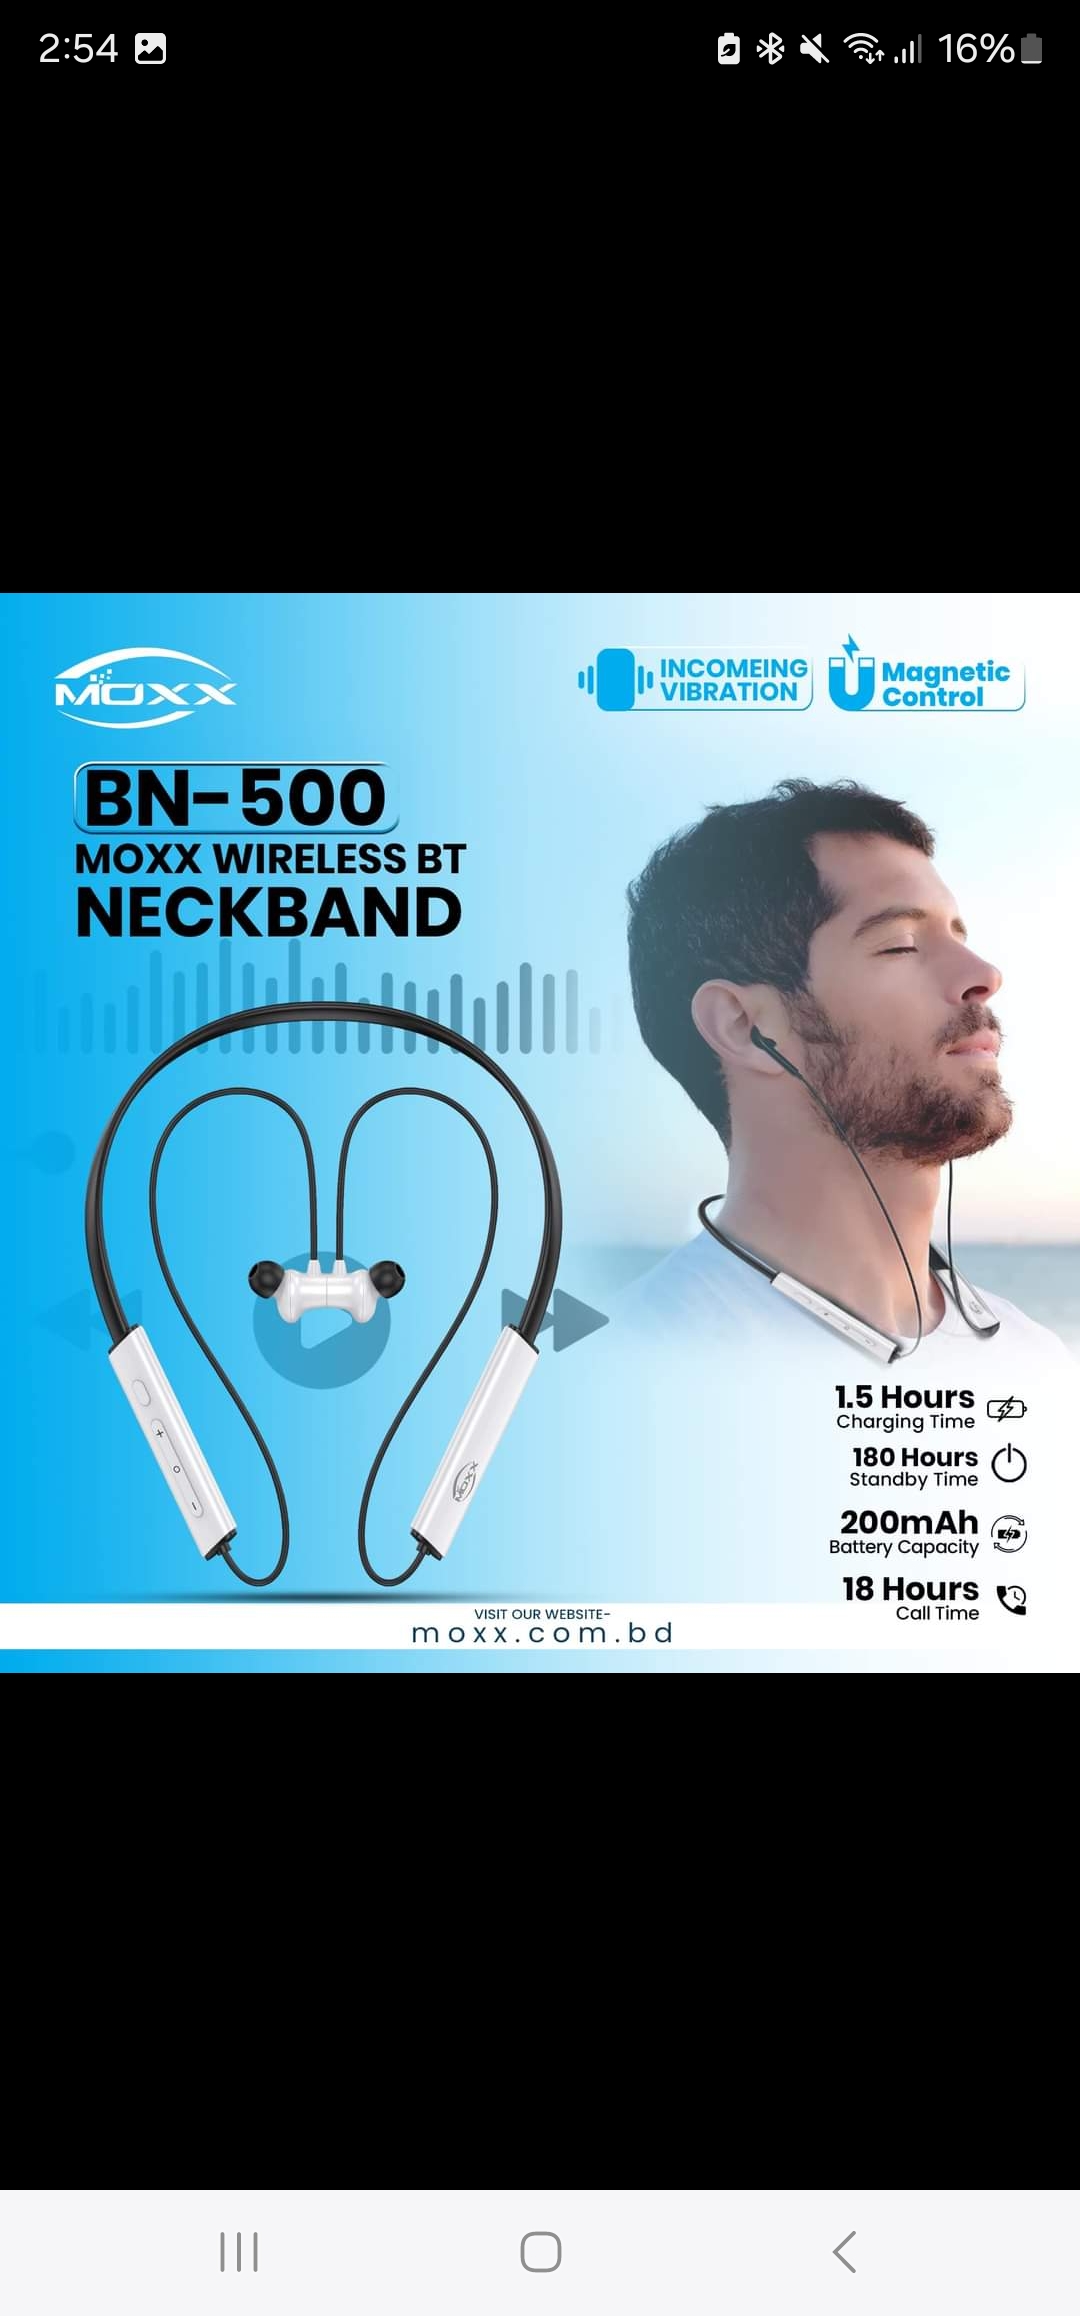 2:54
16%
MOXX
INCOMEING
VIBRATION
Magnetic
Control
BN-500
MOXX WIRELESS BT
NECKBAND
+
MOXX
1.5 Hours
Charging Time
180 Hours
Standby Time
200mAh
Battery Capacity
18 Hours
Call Time
VISIT OUR WEBSITE-
moxx.com.bd